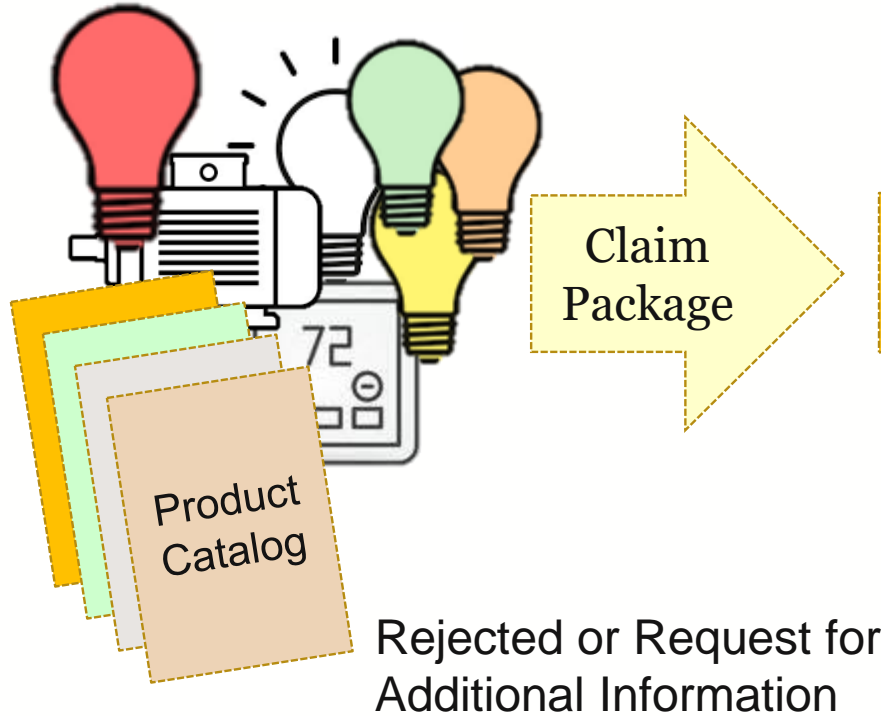 Claim
Package
72
Product
Catalog
Rejected or Request for
Additional Information